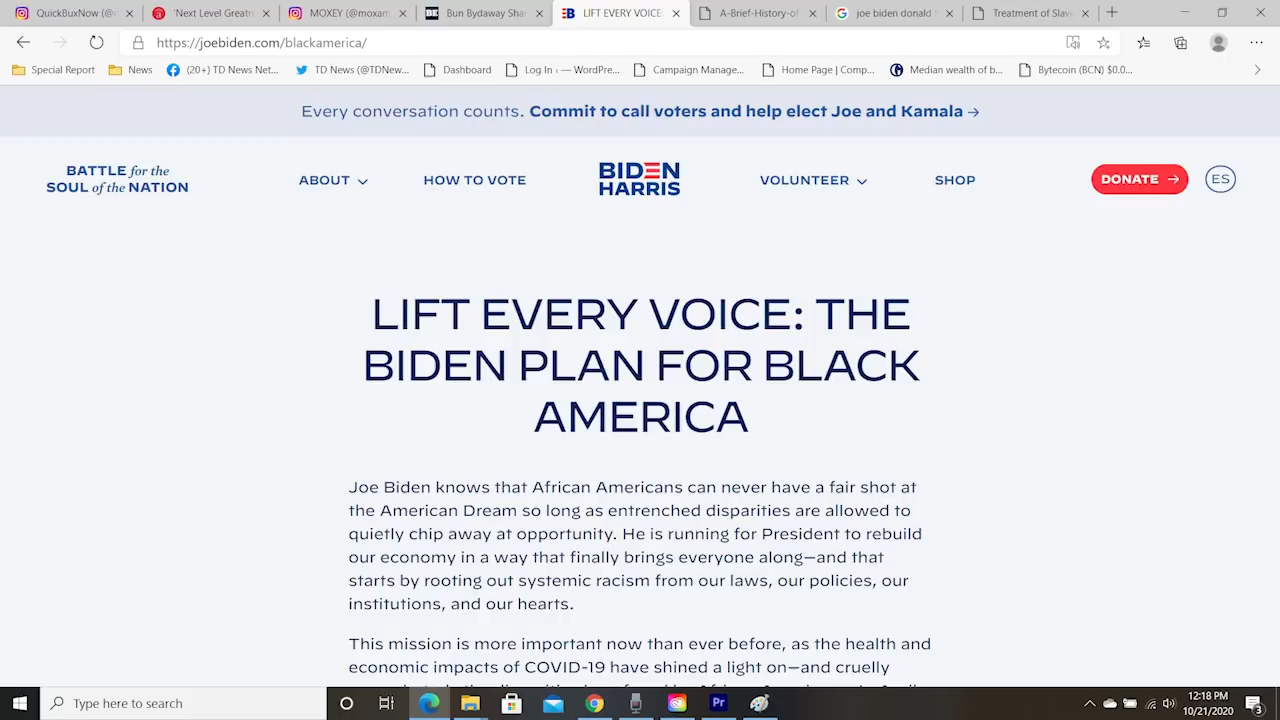 QuickBuxNow (@
'Next Level Great
MOXEY (@moxam
Bun Bydaway Sha
LIFT EVERY VOICE:
A-Brief-History-of
joe biden donald
Treatment of Slav
https://joebiden.com/blackamerica/
Special Report
News
(20+) TD News Net...
TD News (@TDNew...
Dashboard
Log In ‹ — WordPre...
Campaign Manage...
Home Page | Comp...
Median wealth of b...
Bytecoin (BCN) $0.0...
Every conversation counts. Commit to call voters and help elect Joe and Kamala →
BATTLE for the
SOUL of the NATION
ABOUT
HOW TO VOTE
BIDEN
HARRIS
VOLUNTEER
SHOP
DONATE →
ES
LIFT EVERY VOICE: THE
BIDEN PLAN FOR BLACK
AMERICA
Joe Biden knows that African Americans can never have a fair shot at
the American Dream so long as entrenched disparities are allowed to
quietly chip away at opportunity. He is running for President to rebuild
our economy in a way that finally brings everyone along—and that
starts by rooting out systemic racism from our laws, our policies, our
institutions, and our hearts.
This mission is more important now than ever before, as the health and
economic impacts of COVID-19 have shined a light on—and cruelly
Type here to search
Pr
12:18 PM
10/21/2020
3